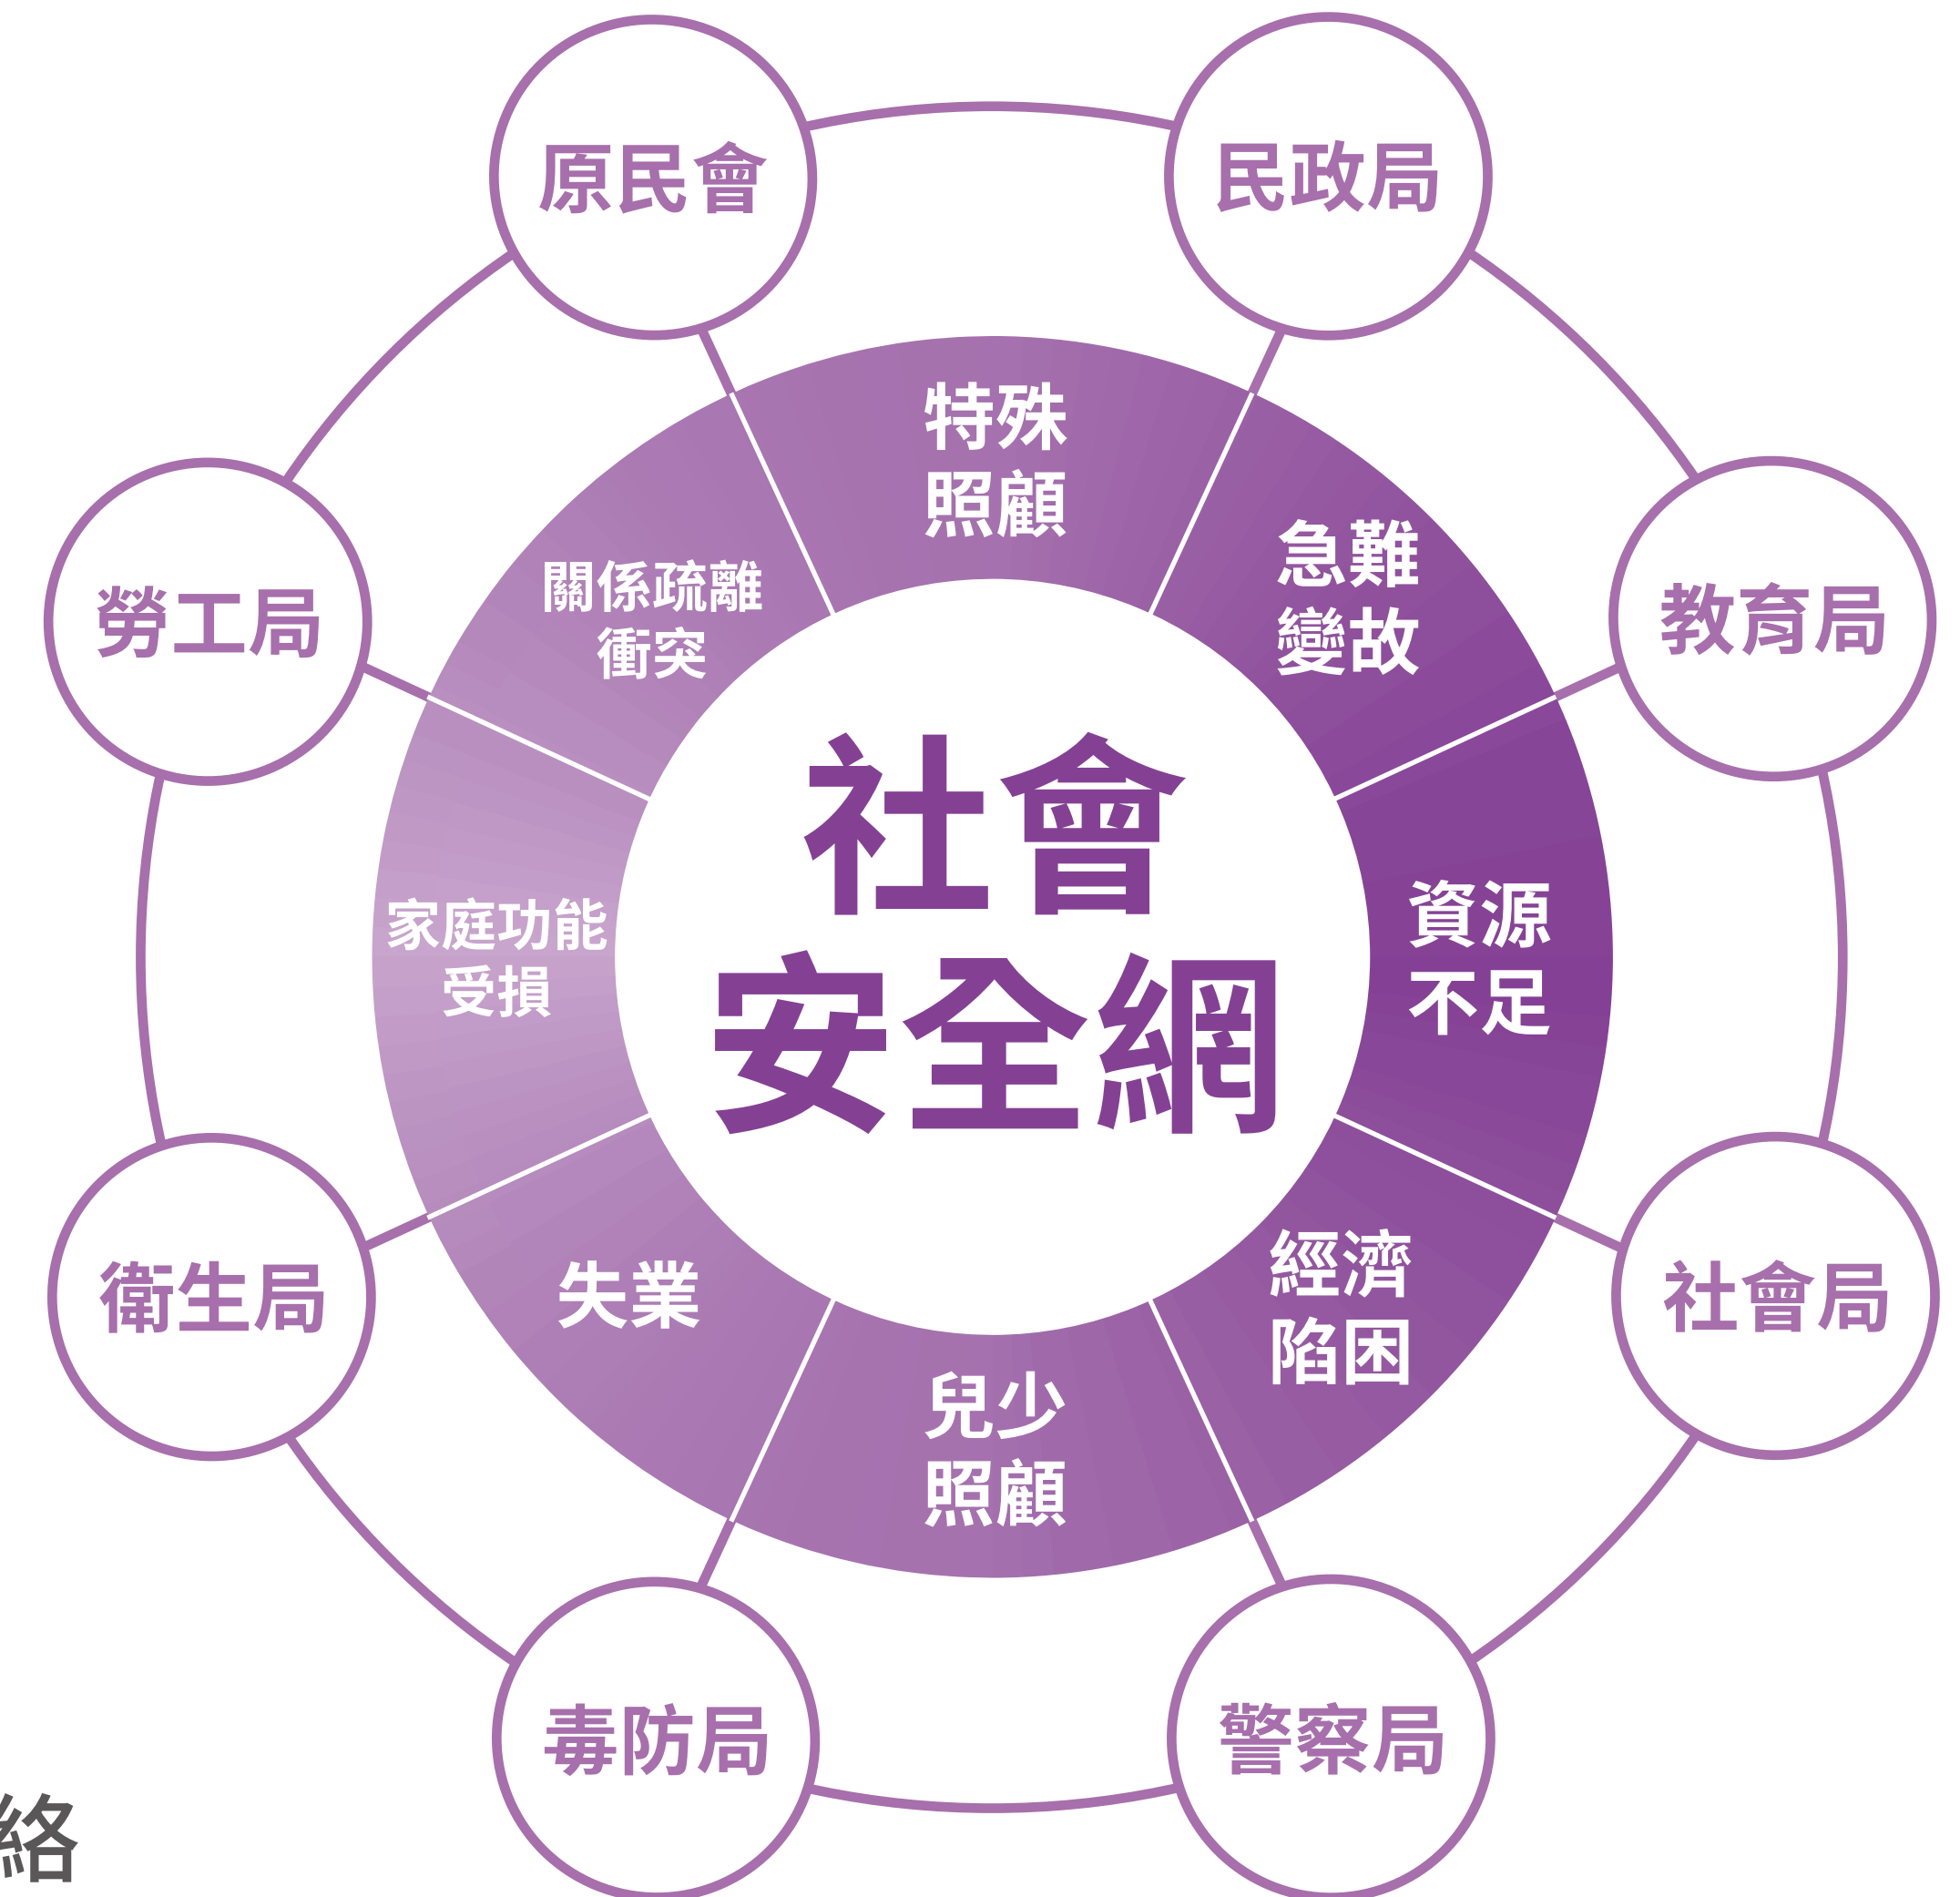 原民會
民政局
特殊
照顧
急難
變故
關係脫離
衝突
勞工局
教育局
社會
安全網
家庭功能
受損
資源
不足
衛生局
社會局
經濟
陷困
失業
兒少
照顧
毒防局
警察局
絡